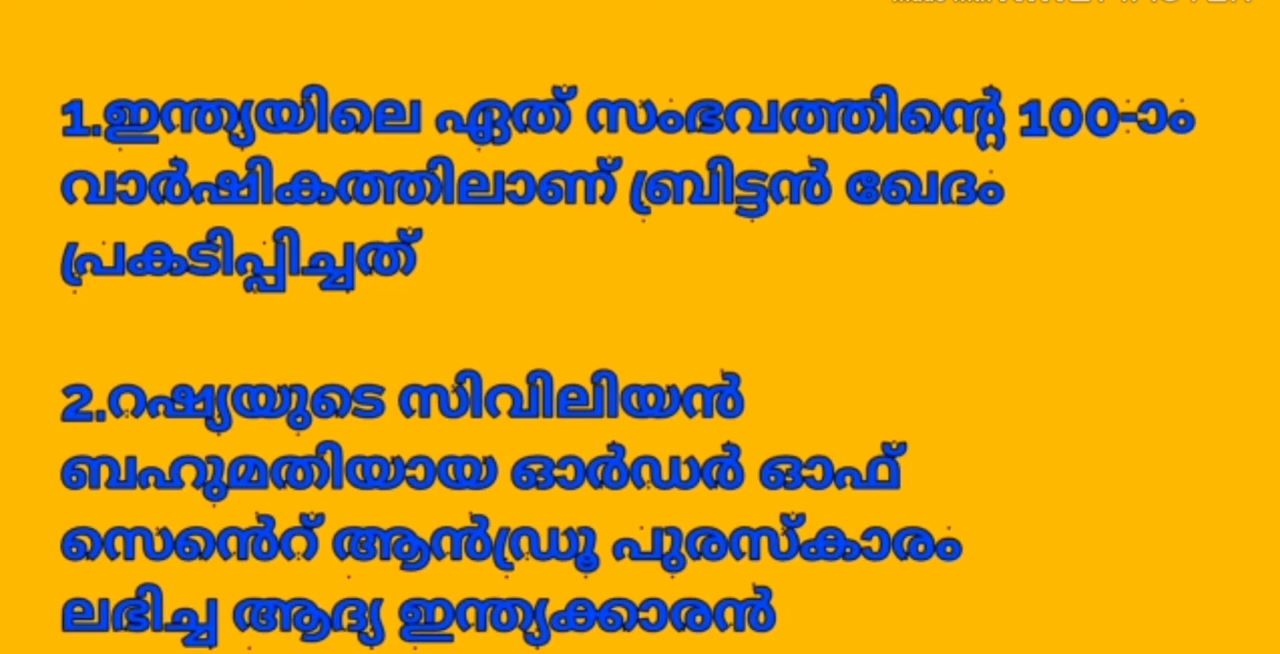 1.ഇന്ത്യയിലെ ഏത് സംഭവത്തിന്റെ 100-ാം
വാർഷികത്തിലാണ് ബ്രിട്ടൻ ഖേദം
പ്രകടിപ്പിച്ചത്
2.റഷ്യയുടെ സിവിലിയൻ
ബഹുമതിയായ ഓർഡർ ഓഫ്
സെൻെറ് ആൻഡ്രൂ പുരസ്കാരം
ലഭിച്ച ആദ്യ ഇന്ത്യക്കാരൻ